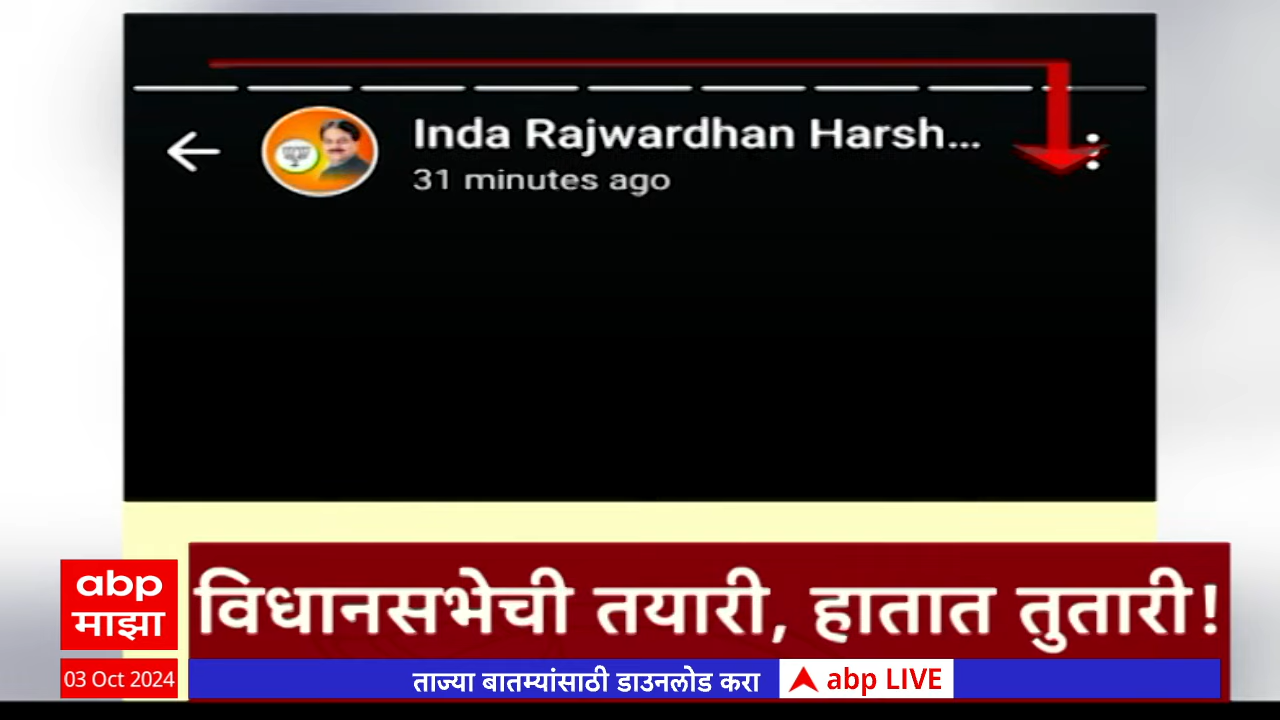 Inda Rajwardhan Harsh...
31 minutes ago
abp
माझा
विधानसभेची तयारी, हातात तुतारी!
03 Oct 2024
ताज्या बातम्यांसाठी डाउनलोड करा
abp LIVE